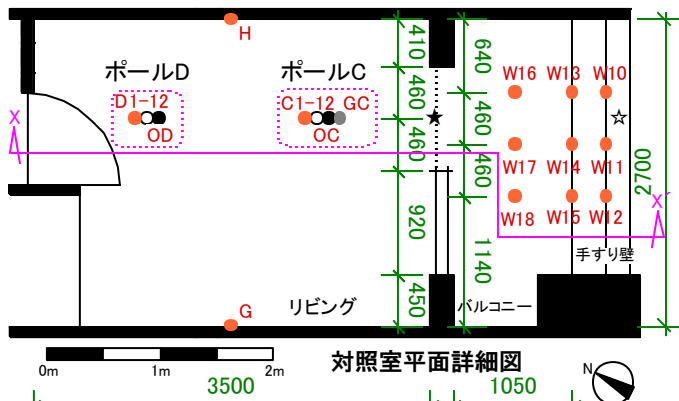 H
410
640
ポールD
ポールC
W16
W13
W10
460
D1-12
C1-12
GC
X
OD
OC
★
☆
460
460
W17
W14
W11
2700
W18
W15
W12
X'
920
1140
手すり壁
G
リビング
450
バルコニー
0m
1m
2m
対照室平面詳細図
N
3500
1050